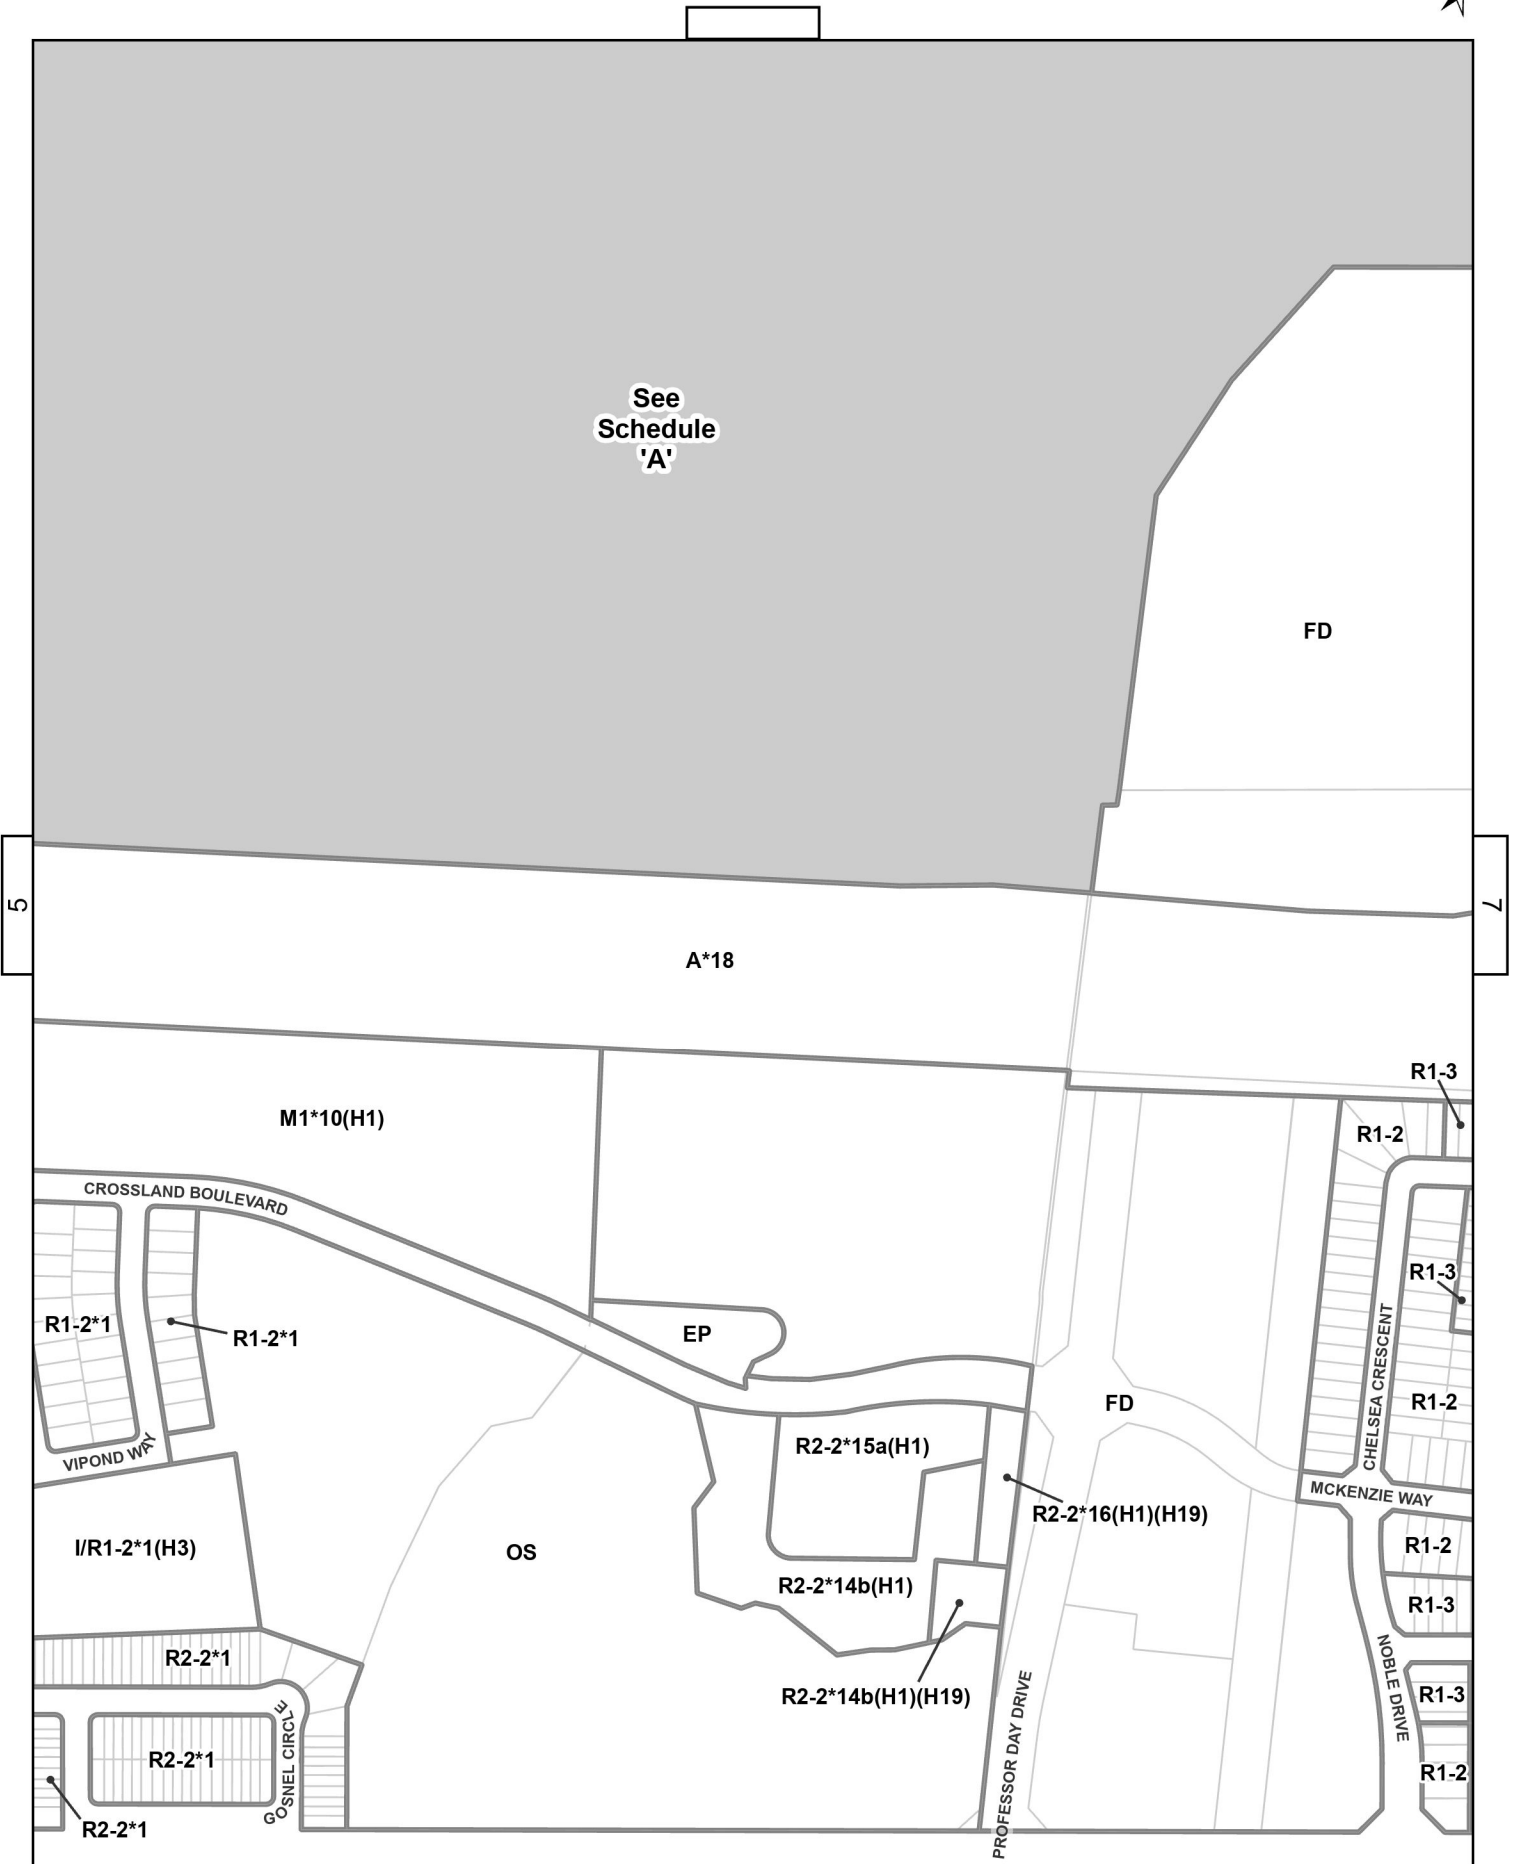 See
Schedule
'A'
FD
5
7
A*18
R1-3
M1*10(H1)
R1-2
CROSSLAND BOULEVARD
R1-3
R1-2*1
R1-2*1
EP
CHELSEA CRESCENT
FD
R1-2
R2-2*15a(H1)
VIPOND WAY
MCKENZIE WAY
R2-2*16(H1)(H19)
I/R1-2*1(H3)
OS
R1-2
R2-2*14b(H1)
R1-3
R2-2*1
NOBLE DRIVE
R2-2*14b(H1)(H19)
R1-3
PROFESSOR DAY DRIVE
GOSNEL CIRCLE
R2-2*1
R1-2
R2-2*1